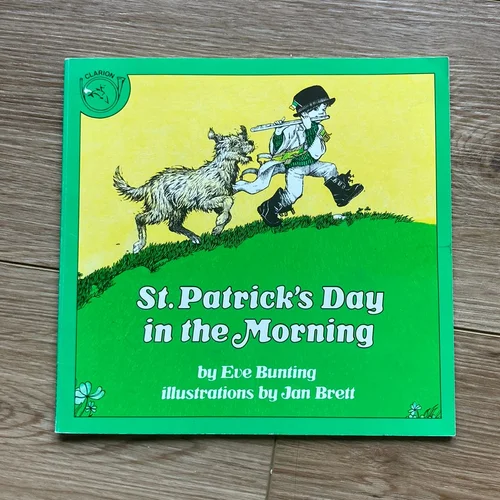 CLARION
St. Patrick's Day
in the Morning
by Eve Bunting
illustrations by Jan Brett